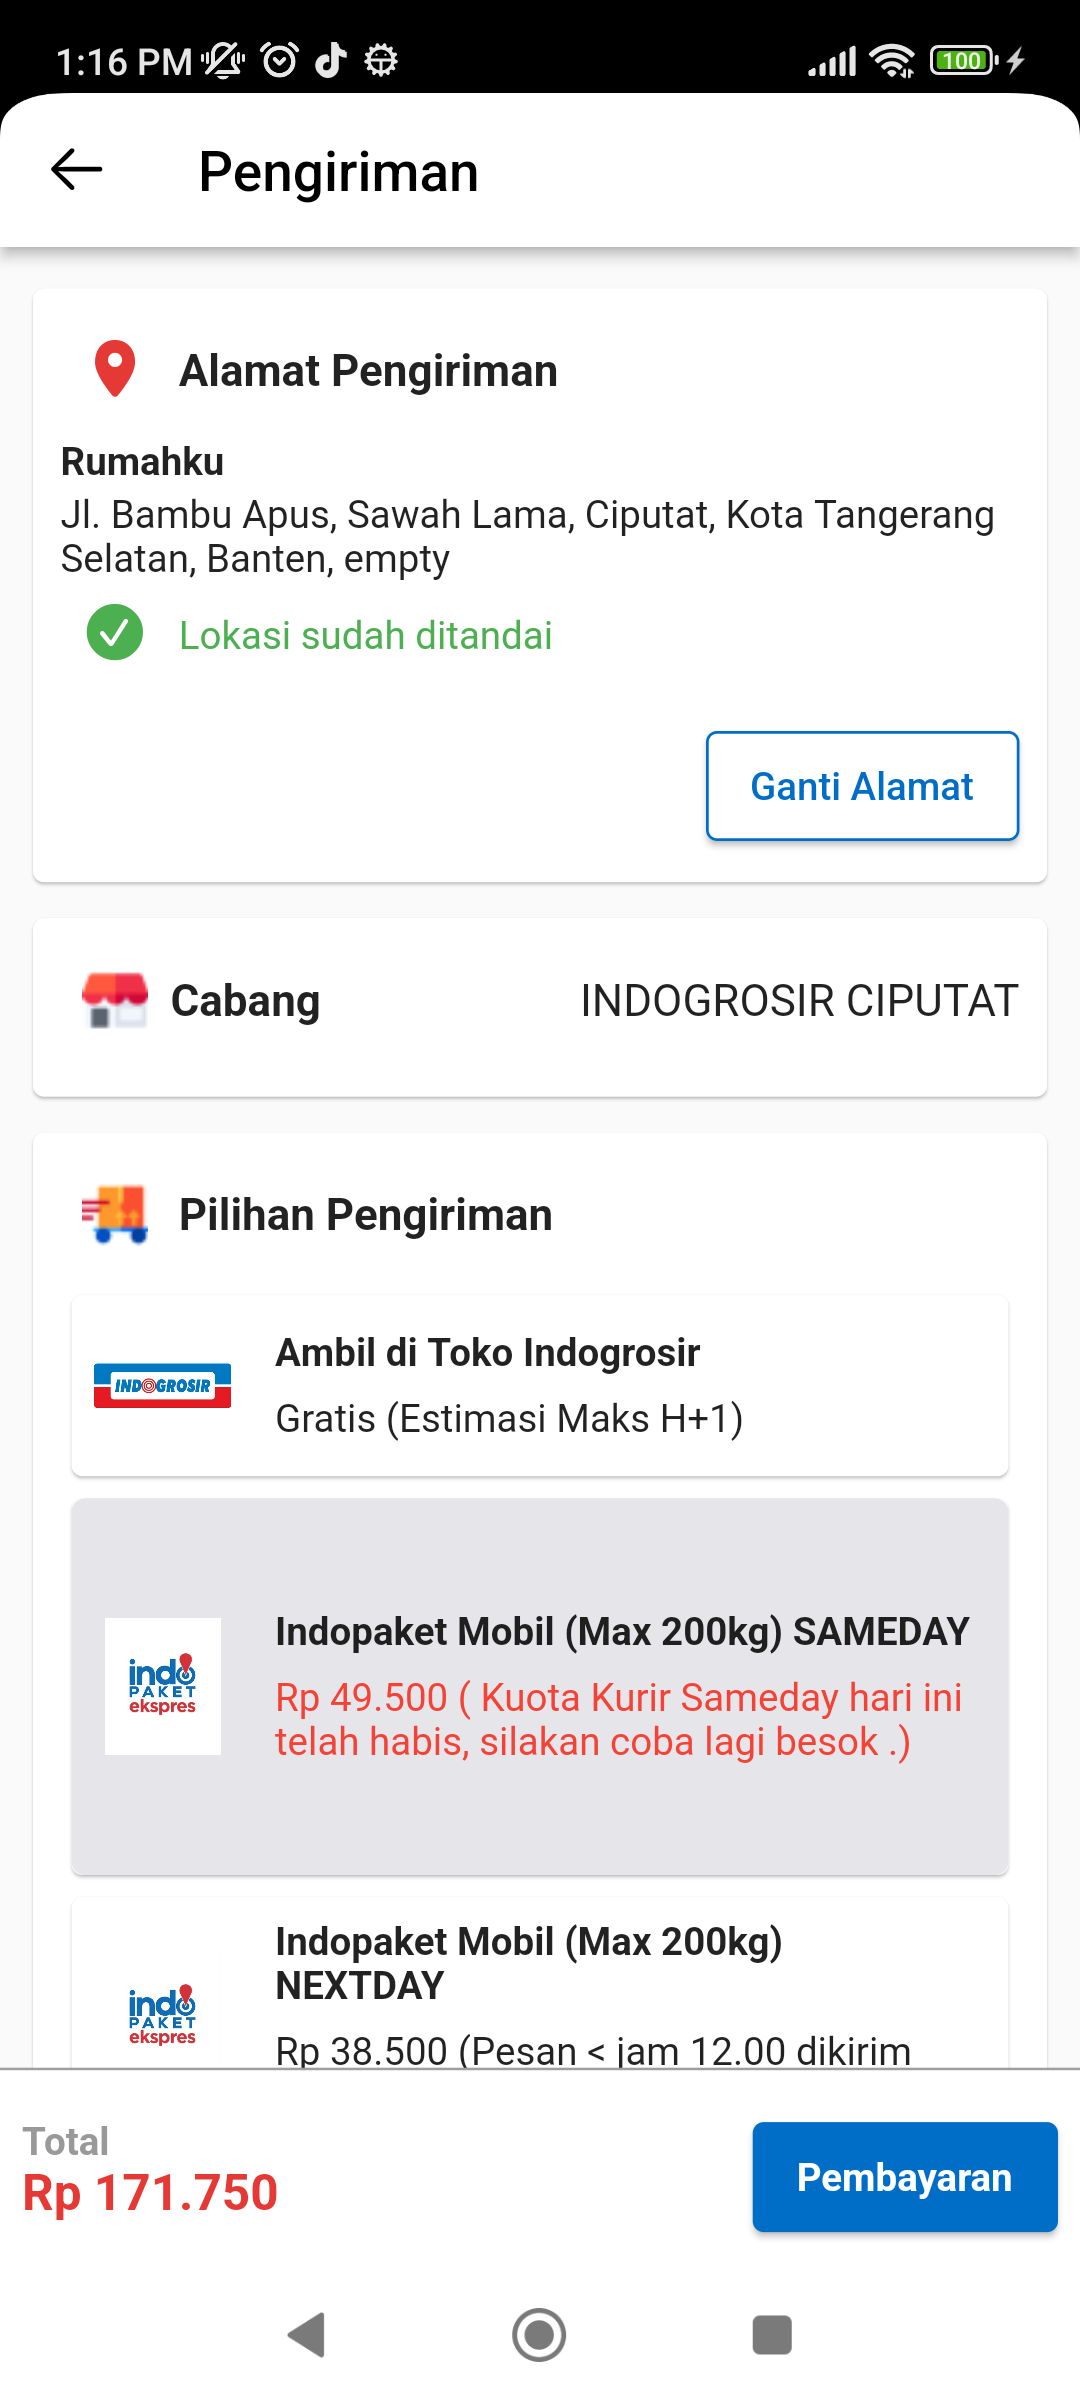 1:16 PM
100
Pengiriman
Alamat Pengiriman
Rumahku
Jl. Bambu Apus, Sawah Lama, Ciputat, Kota Tangerang
Selatan, Banten, empty
Lokasi sudah ditandai
Ganti Alamat
Cabang
INDOGROSIR CIPUTAT
Pilihan Pengiriman
INDOGROSIR
Ambil di Toko Indogrosir
Gratis (Estimasi Maks H+1)
indo
PAKET
ekspres
Indopaket Mobil (Max 200kg) SAMEDAY
Rp 49.500 ( Kuota Kurir Sameday hari ini
telah habis, silakan coba lagi besok .)
indo
PAKET
ekspres
Indopaket Mobil (Max 200kg)
NEXTDAY
Rp 38.500 (Pesan < jam 12.00 dikirim
Total
Rp 171.750
Pembayaran